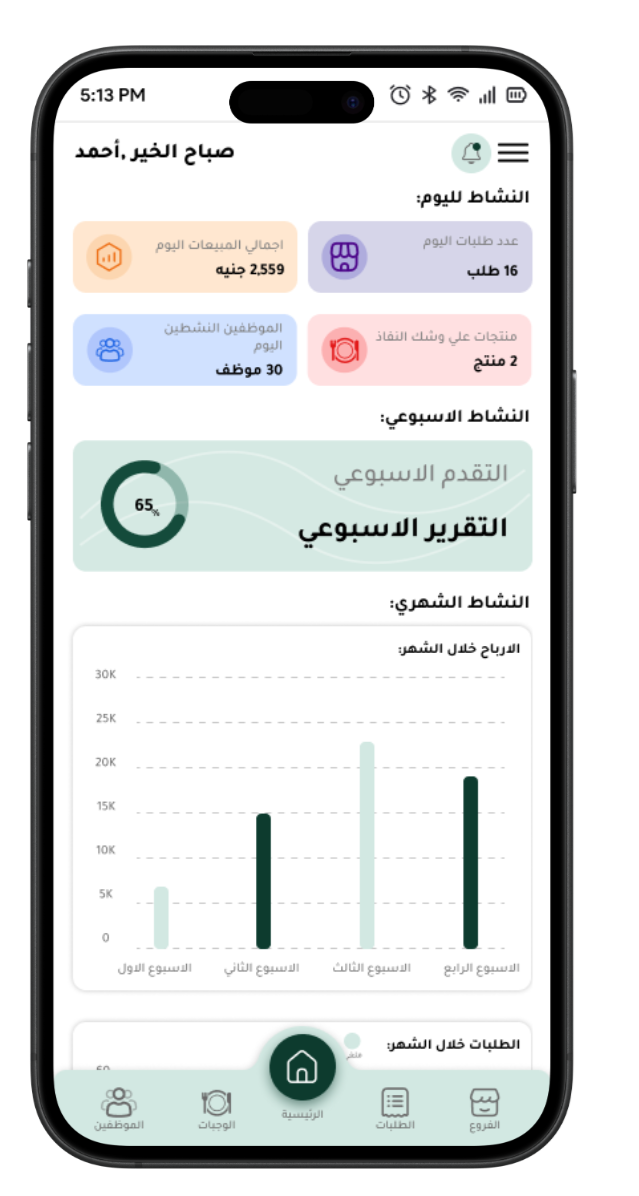 5:13 PM
صباح الخير ,أحمد
النشاط لليوم:
عدد طلبات اليوم
16 طلب
اجمالي المبيعات اليوم
2,559 جنيه
منتجات علي وشك النفاذ
2 منتج
الموظفين النشطين
اليوم
30 موظف
النشاط الاسبوعي:
التقدم الاسبوعي
التقرير الاسبوعي
65%
النشاط الشهري:
الارباح خلال الشهر:
30K
25K
20K
15K
10K
5K
0
الاسبوع الاول
الاسبوع الثاني
الاسبوع الثالث
الاسبوع الرابع
الطلبات خلال الشهر:
الفروع
الطلبات
الرئيسية
الوجبات
الموظفين